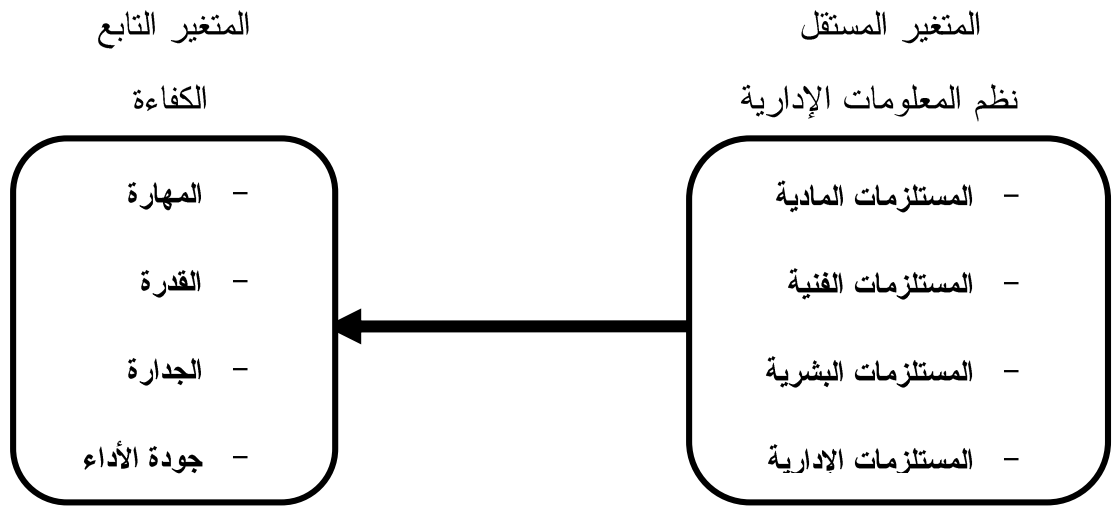 المتغير المستقل
نظم المعلومات الإدارية
- المستلزمات المادية
- المستلزمات الفنية
- المستلزمات البشرية
- المستلزمات الإدارية
المتغير التابع
الكفاءة
- المهارة
- القدرة
- الجدارة
- جودة الأداء